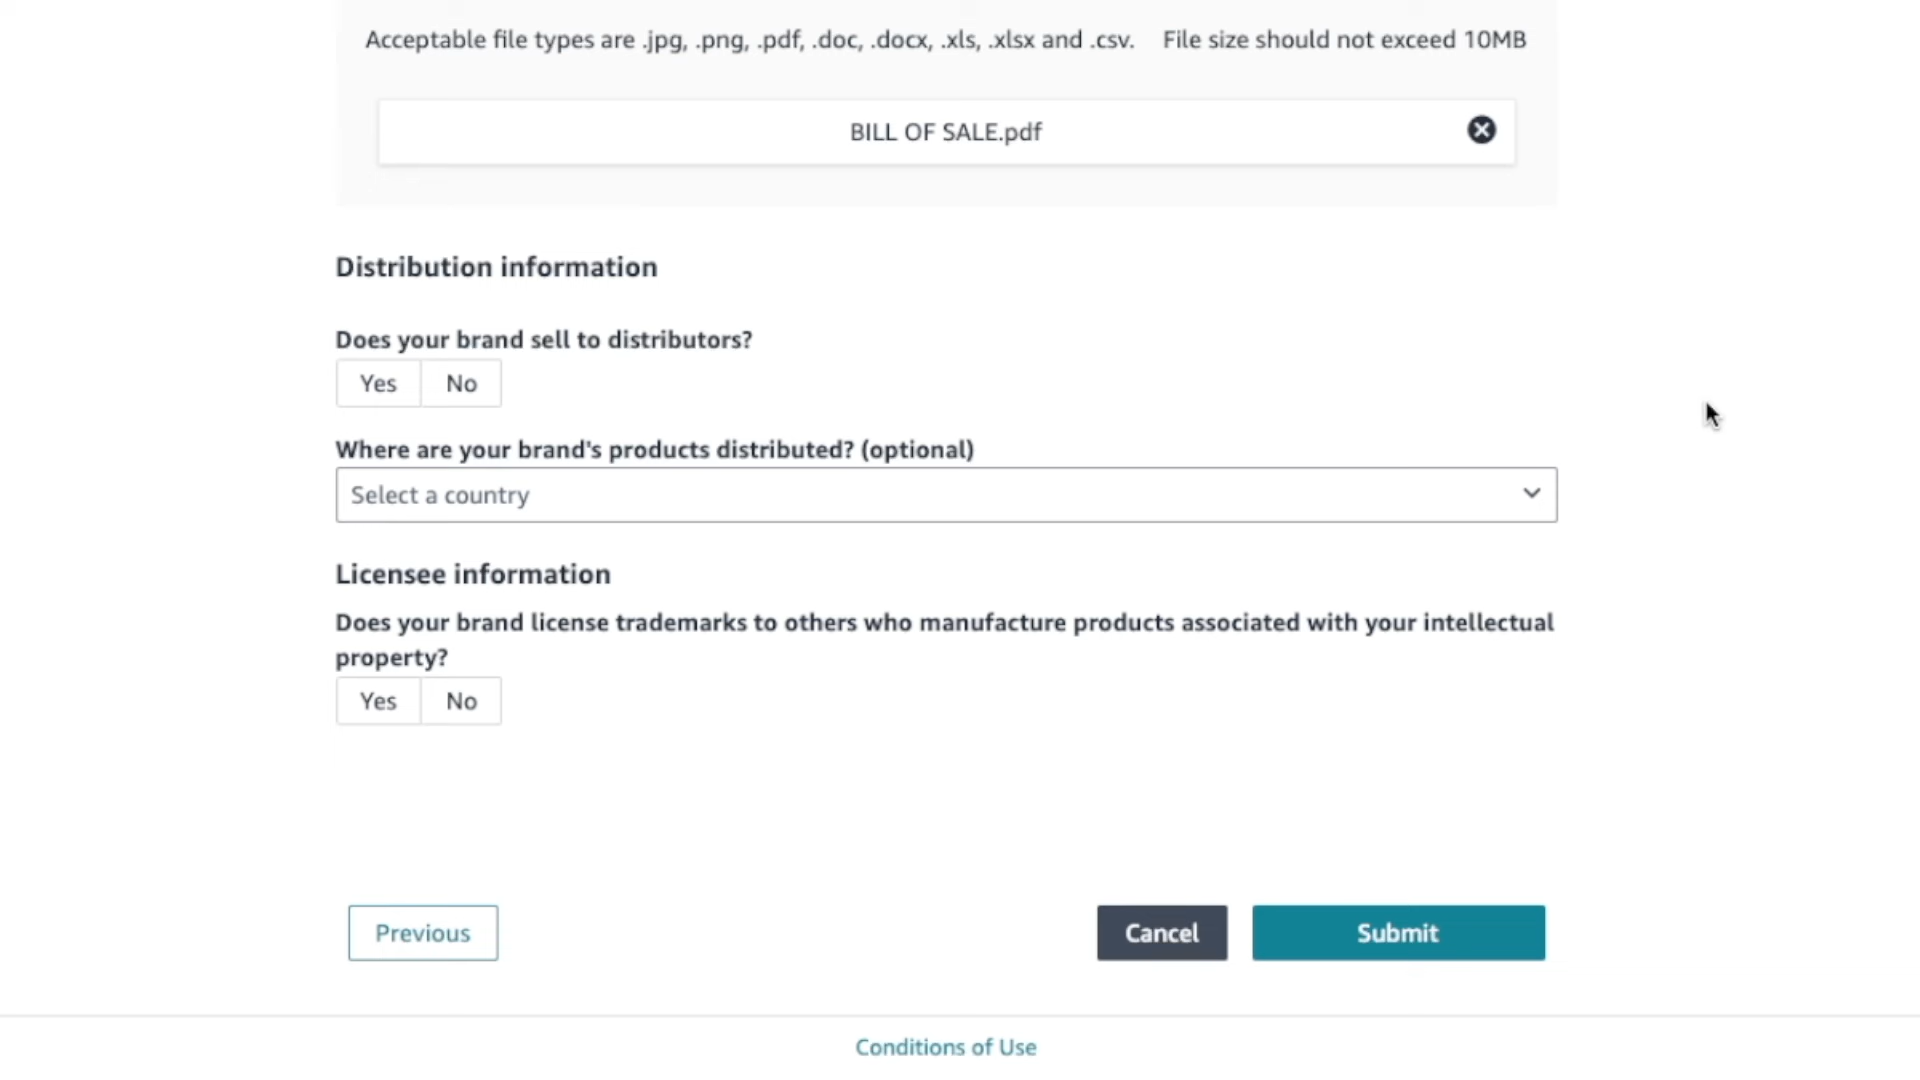 Acceptable file types are .jpg, .png, .pdf, .doc, .docx, .xls, .xlsx and .csv. File size should not exceed 10MB
BILL OF SALE.pdf
Distribution information
Does your brand sell to distributors?
Yes No
Where are your brand's products distributed? (optional)
Select a country
Licensee information
Does your brand license trademarks to others who manufacture products associated with your intellectual
property?
Yes No
Previous Cancel Submit
Conditions of Use